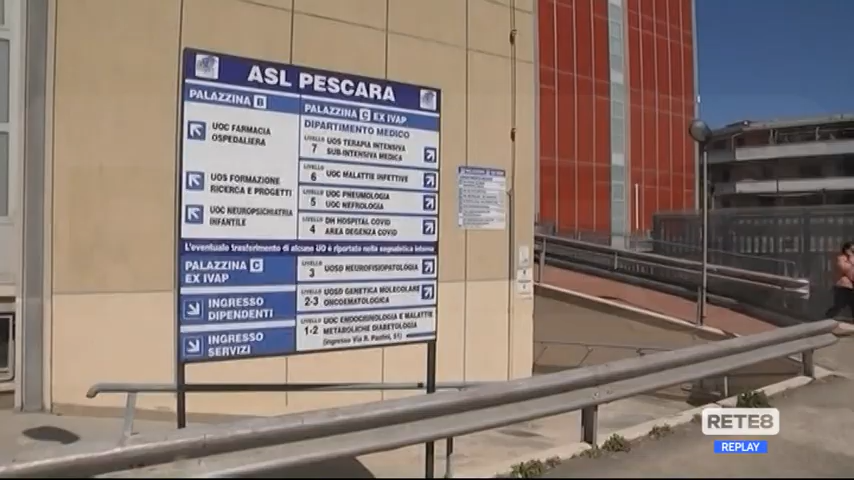 ASL PESCARA
PALAZZINA B
UOC FARMACIA
OSPEDALIERA
UOS FORMAZIONE
RICERCA E PROGETTI
UOC NEUROPSICHIATRIA
INFANTILE
PALAZZINA C EX IVAP
DIPARTIMENTO MEDICO
LIVELLO
7 UOS TERAPIA INTENSIVA
SUB-INTENSIVA MEDICA
LIVELLO
6 UOC MALATTIE INFETTIVE
LIVELLO
5 UOC PNEUMOLOGIA
UOC NEFROLOGIA
LIVELLO
4 DH HOSPITAL COVID
AREA DEGENZA COVID
L'eventuale trasferimento di alcune UO è riportato nella segnaletica interna
PALAZZINA C
EX IVAP
INGRESSO
DIPENDENTI
INGRESSO
SERVIZI
LIVELLO
3 UOSD NEUROFISIOPATOLOGIA
LIVELLO
2-3 UOSD GENETICA MOLECOLARE
ONCOEMATOLOGICA
LIVELLO
1-2 UOC ENDOCRINOLOGIA E MALATTIE
METABOLICHE DIABETOLOGIA
(ingresso Via R. Paolini, 51)
RETE8
REPLAY